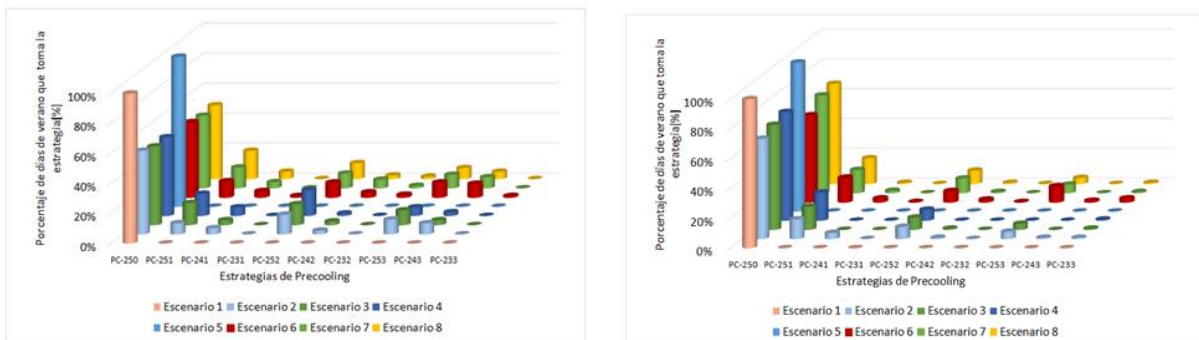 Porcentaje de días de verano que toma la
estrategia[%]
100%
80%
60%
40%
20%
0%
PC-250 PC-251 PC-241 PC-231 PC-252 PC-242 PC-232 PC-253 PC-243 PC-233
Estrategias de Precooling
Escenario 1 Escenario 2 Escenario 3 Escenario 4
Escenario 5 Escenario 6 Escenario 7 Escenario 8
Porcentaje de días de verano que toma la
estrategia[%]
100%
80%
60%
40%
20%
0%
PC-250 PC-251 PC-241 PC-231 PC-252 PC-242 PC-232 PC-253 PC-243 PC-233
Estrategias de Precooling
Escenario 1 Escenario 2 Escenario 3 Escenario 4
Escenario 5 Escenario 6 Escenario 7 Escenario 8